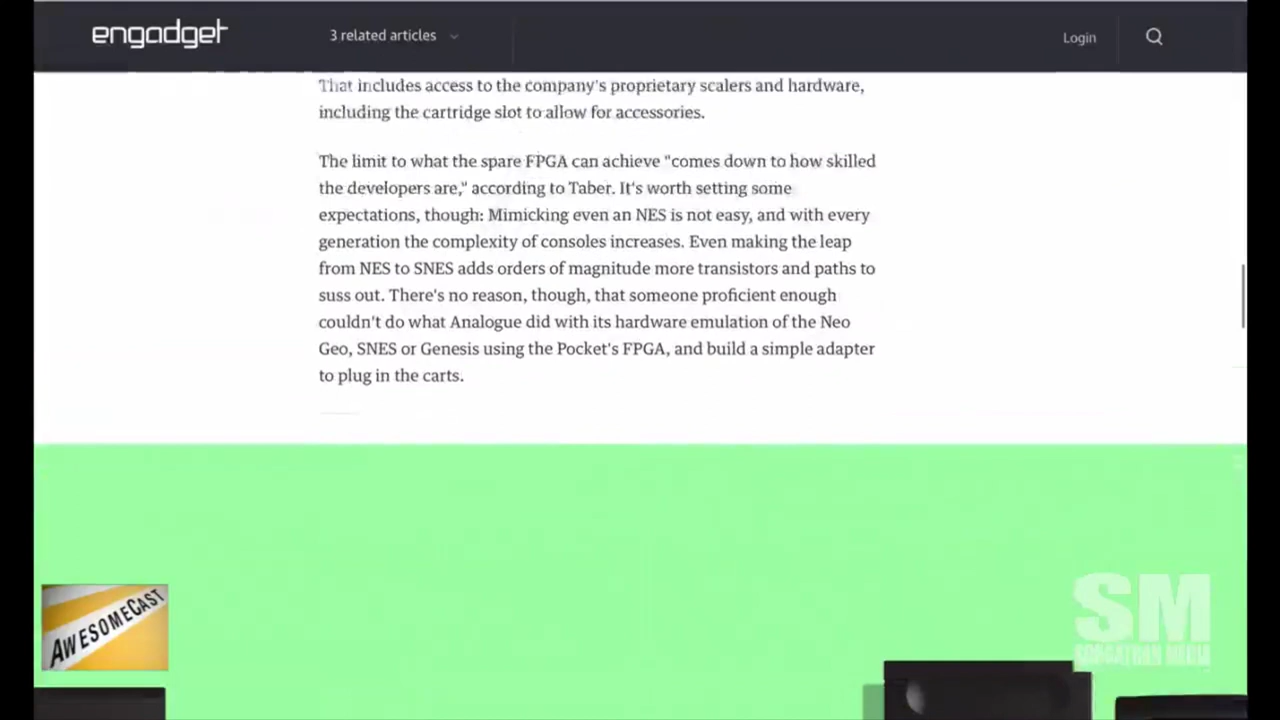 engadget
3 related articles
Login
That includes access to the company's proprietary scalers and hardware,
including the cartridge slot to allow for accessories.
The limit to what the spare FPGA can achieve "comes down to how skilled
the developers are," according to Taber. It's worth setting some
expectations, though: Mimicking even an NES is not easy, and with every
generation the complexity of consoles increases. Even making the leap
from NES to SNES adds orders of magnitude more transistors and paths to
suss out. There's no reason, though, that someone proficient enough
couldn't do what Analogue did with its hardware emulation of the Neo
Geo, SNES or Genesis using the Pocket's FPGA, and build a simple adapter
to plug in the carts.
AWESOMECAST
SM
SORGATRON MEDIA